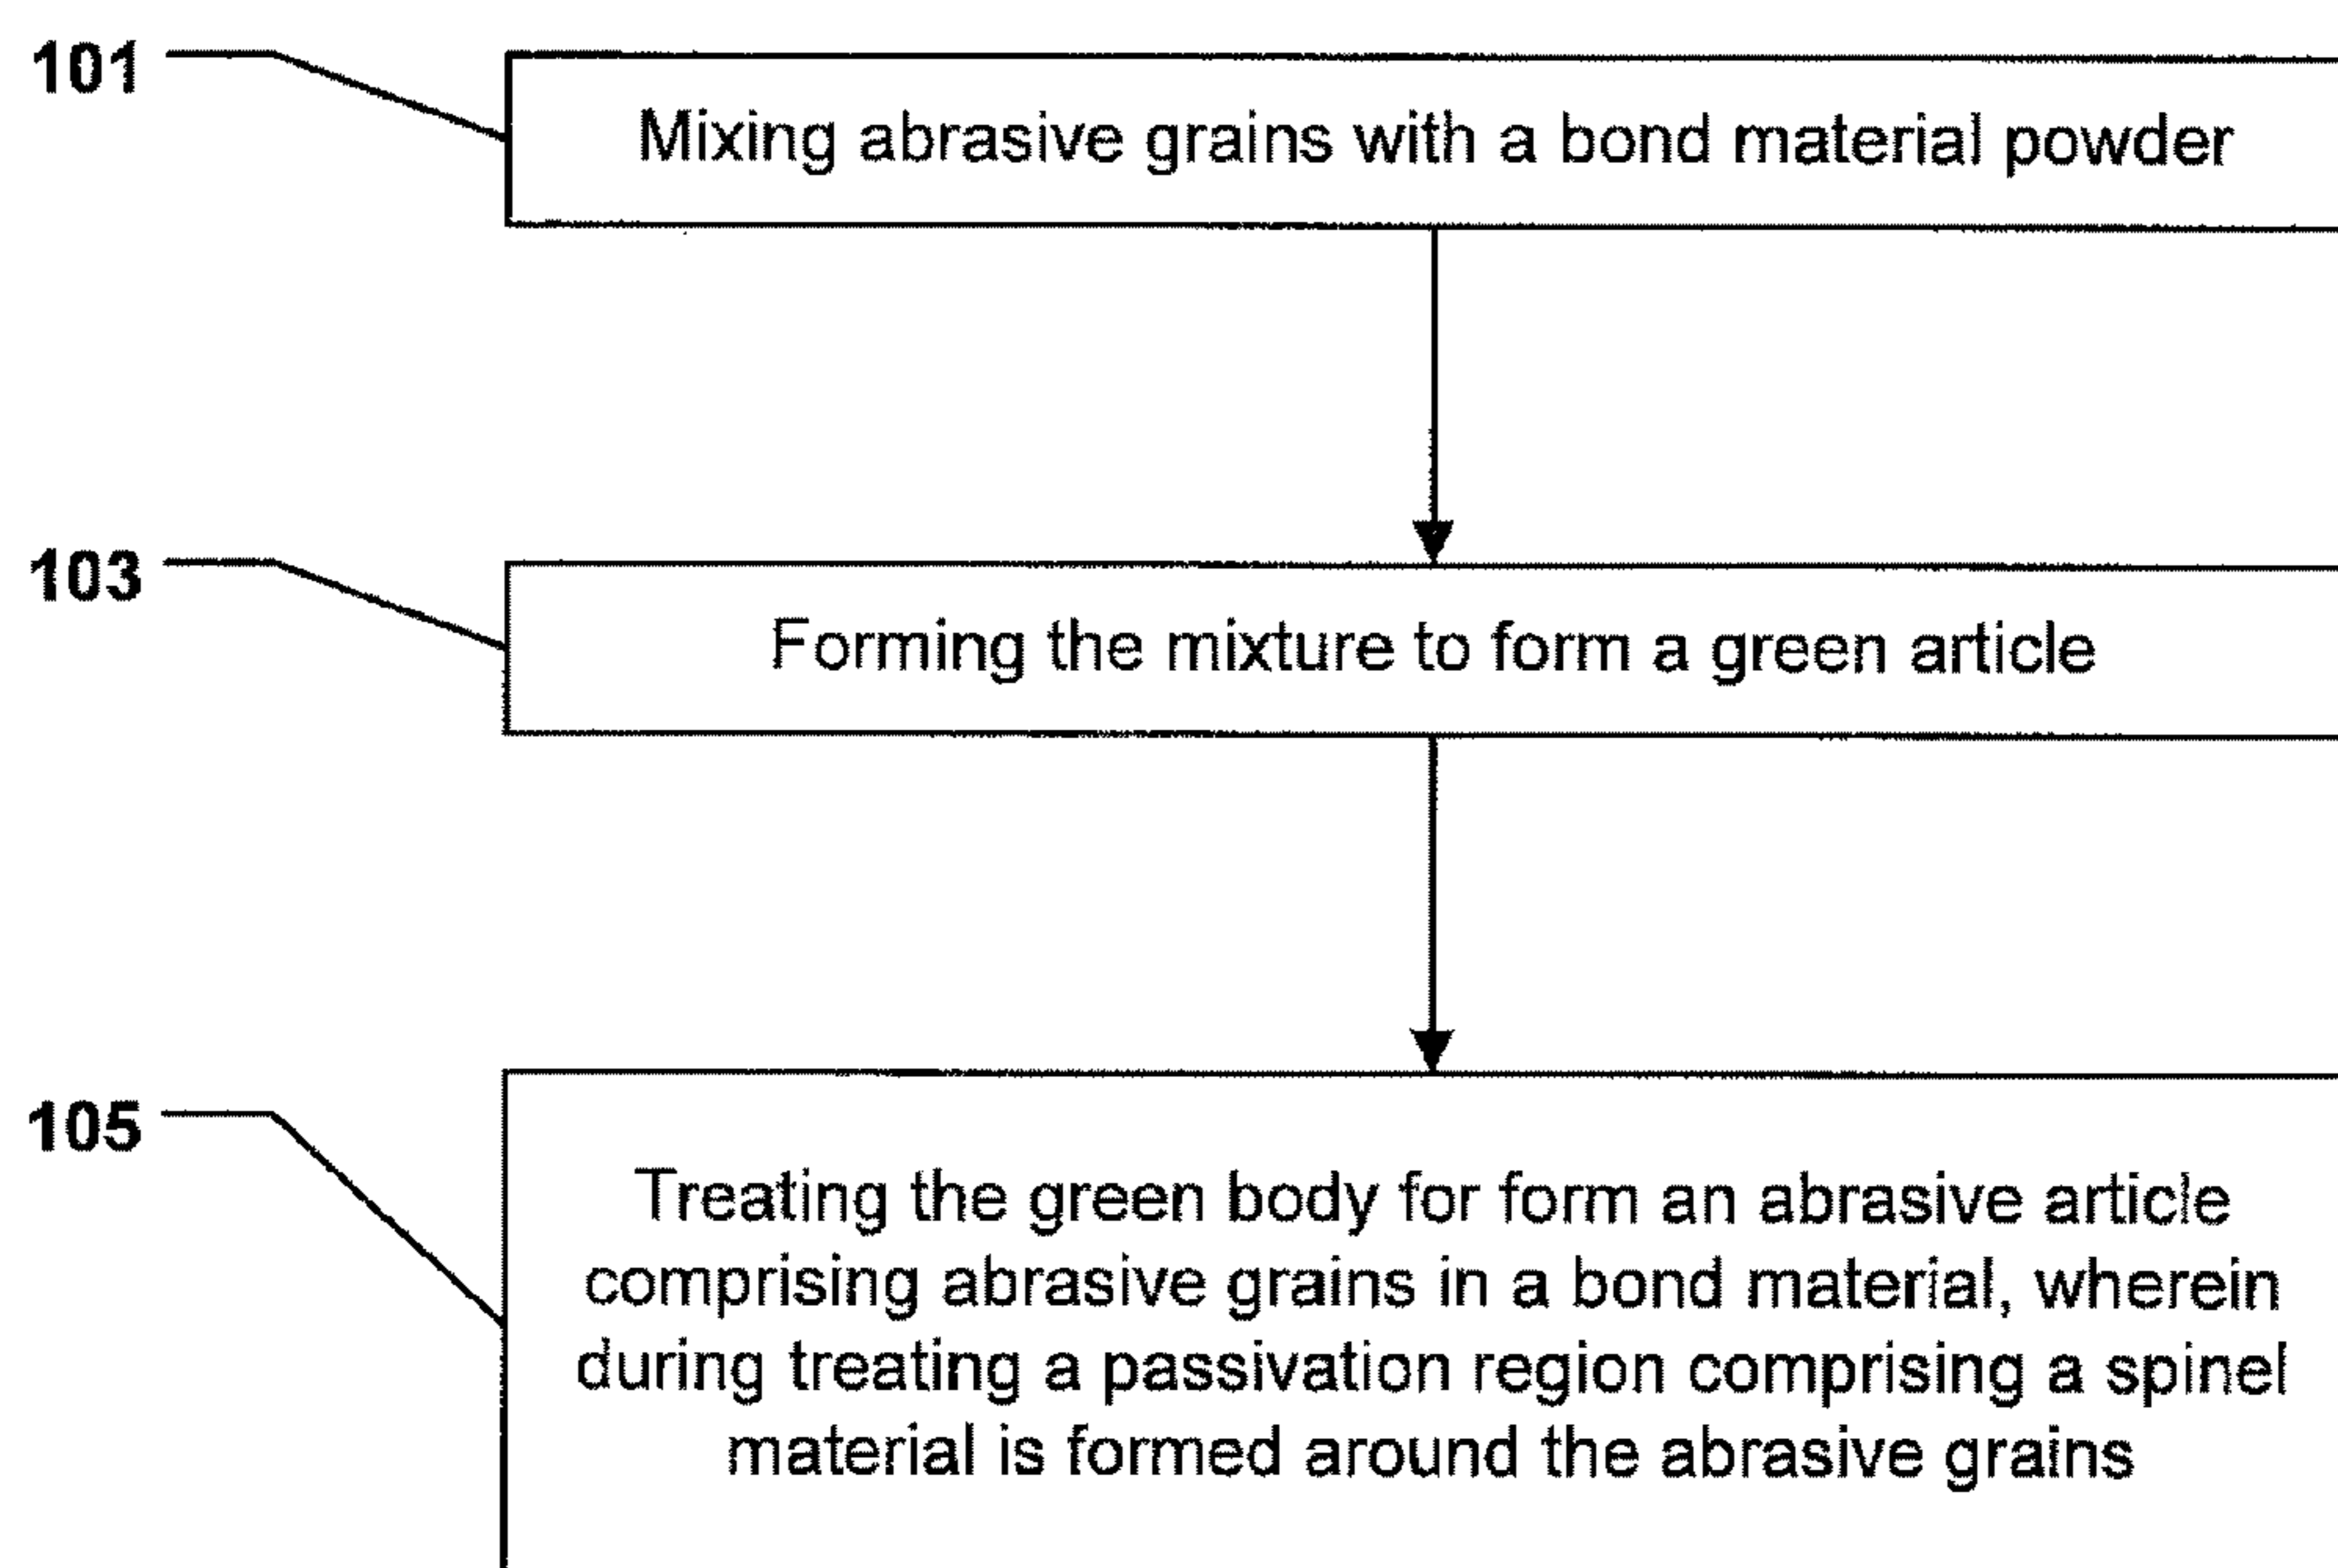 101
Mixing abrasive grains with a bond material powder
103
Forming the mixture to form a green article
105
Treating the green body for form an abrasive article
comprising abrasive grains in a bond material, wherein
during treating a passivation region comprising a spinel
material is formed around the abrasive grains